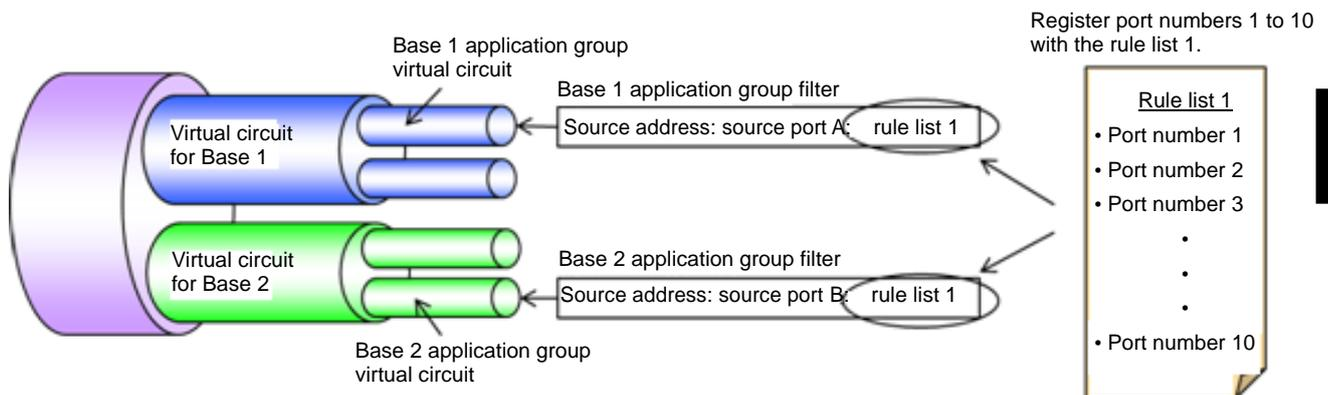 Register port numbers 1 to 10
with the rule list 1.
Base 1 application group
virtual circuit
Base 1 application group filter
Source address: source port A: rule list 1
Virtual circuit
for Base 1
Virtual circuit
for Base 2
Base 2 application group filter
Source address: source port B: rule list 1
Base 2 application group
virtual circuit
Rule list 1
• Port number 1
• Port number 2
• Port number 3
•
•
•
• Port number 10